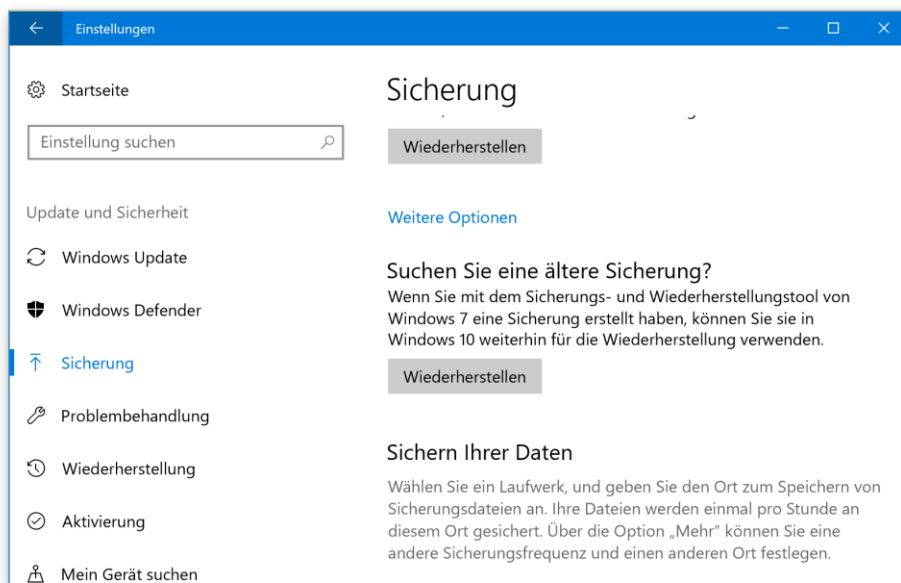 Einstellungen
Startseite
Einstellung suchen
Update und Sicherheit
Windows Update
Windows Defender
Sicherung
Problembehandlung
Wiederherstellung
Aktivierung
Mein Gerät suchen
Sicherung
Wiederherstellen
Weitere Optionen
Suchen Sie eine ältere Sicherung?
Wenn Sie mit dem Sicherungs- und Wiederherstellungstool von
Windows 7 eine Sicherung erstellt haben, können Sie sie in
Windows 10 weiterhin für die Wiederherstellung verwenden.
Wiederherstellen
Sichern Ihrer Daten
Wählen Sie ein Laufwerk, und geben Sie den Ort zum Speichern von
Sicherungsdateien an. Ihre Dateien werden einmal pro Stunde an
diesem Ort gesichert. Über die Option „Mehr" können Sie eine
andere Sicherungsfrequenz und einen anderen Ort festlegen.